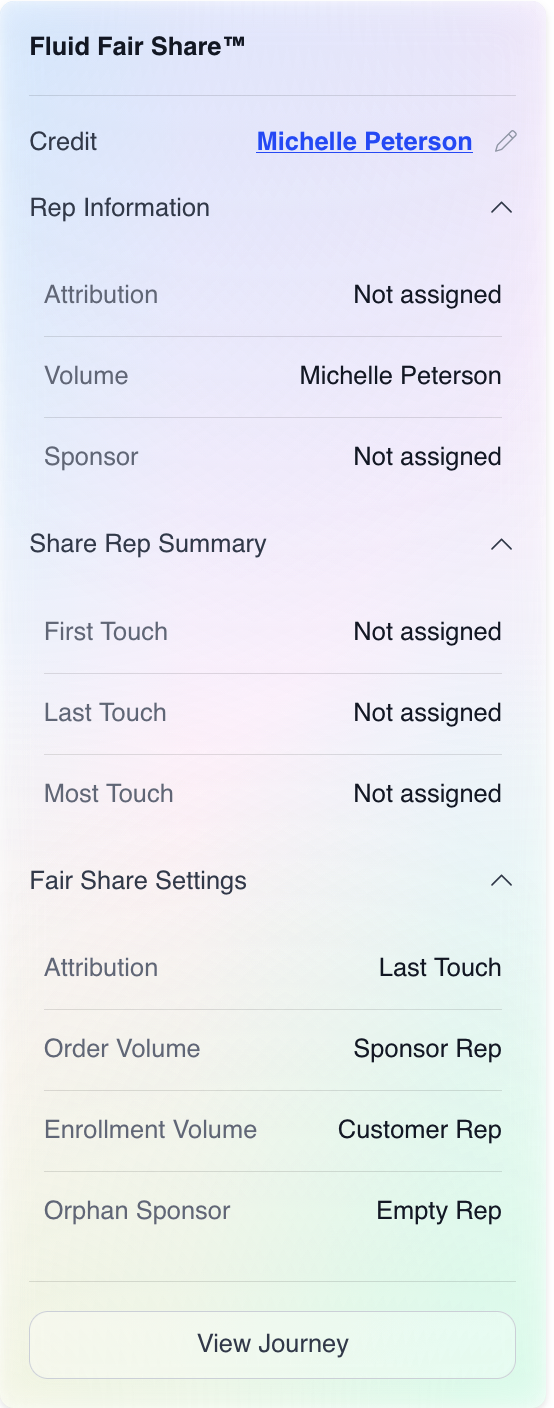 Fluid Fair Share™
Credit Michelle Peterson
Rep Information
Attribution Not assigned
Volume Michelle Peterson
Sponsor Not assigned
Share Rep Summary
First Touch Not assigned
Last Touch Not assigned
Most Touch Not assigned
Fair Share Settings
Attribution Last Touch
Order Volume Sponsor Rep
Enrollment Volume Customer Rep
Orphan Sponsor Empty Rep
View Journey